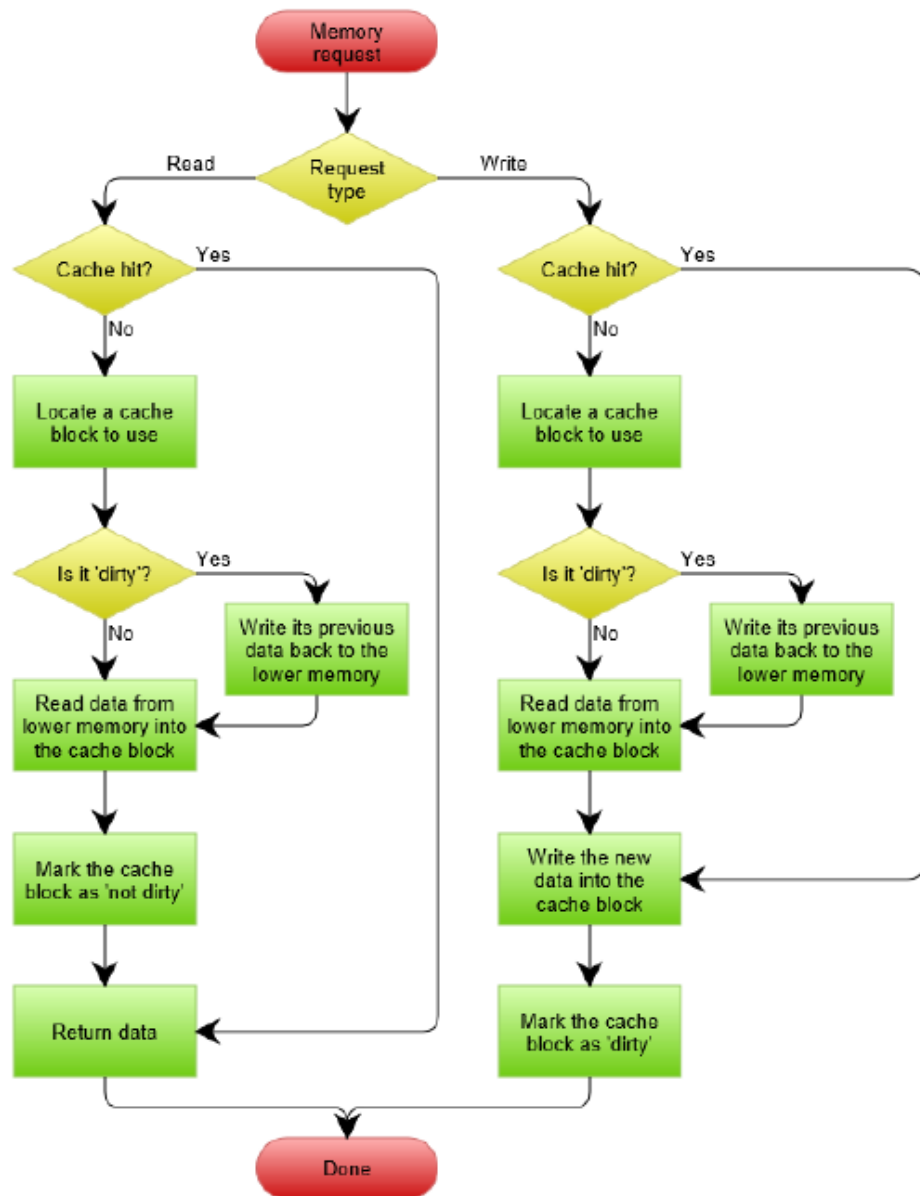 Memory
request
Request
type
Read
Write
Cache hit?
Yes
No
Locate a cache
block to use
Is it 'dirty'?
Yes
No
Write its previous
data back to the
lower memory
Read data from
lower memory into
the cache block
Mark the cache
block as 'not dirty'
Return data
Cache hit?
Yes
No
Locate a cache
block to use
Is it 'dirty'?
Yes
No
Write its previous
data back to the
lower memory
Read data from
lower memory into
the cache block
Write the new
data into the
cache block
Mark the cache
block as 'dirty'
Done